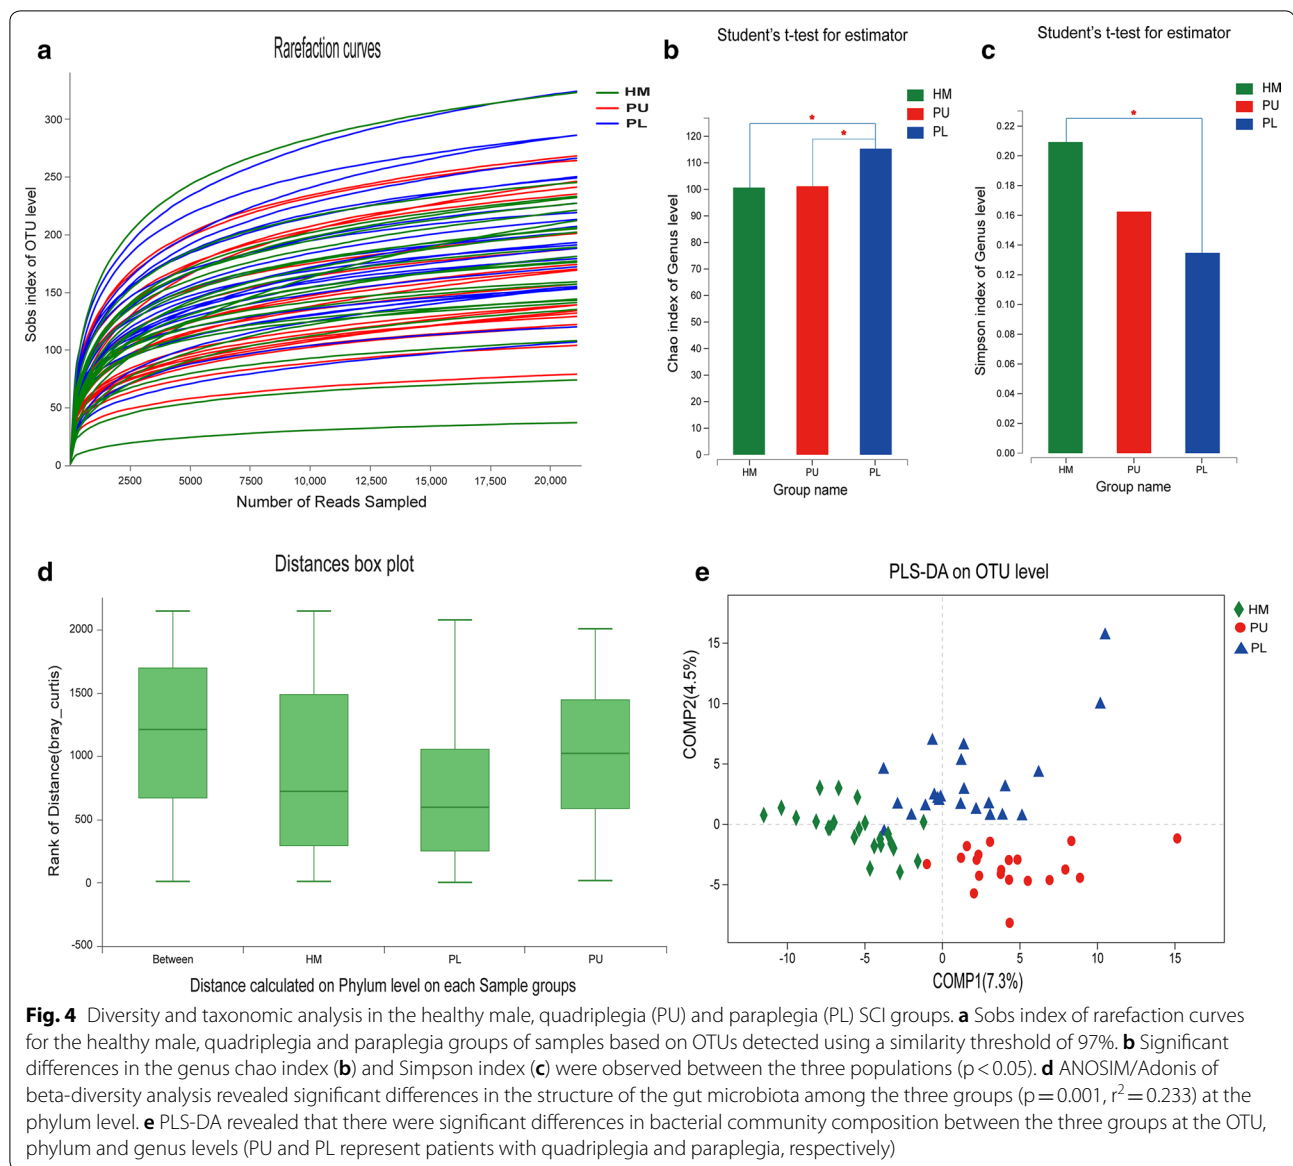 a
Rarefaction curves
HM
PU
PL
Sobs index of OTU level
300
250
200
150
100
50
0
2500 5000 7500 10,000 12,500 15,000 17,500 20,000
Number of Reads Sampled
b
Student's t-test for estimator
HM
PU
PL
Chao index of Genus level
120
110
100
90
80
70
60
50
40
30
20
10
0
* *
HM PU PL
Group name
c
Student's t-test for estimator
HM
PU
PL
Simpson index of Genus level
0.22
0.20
0.18
0.16
0.14
0.12
0.10
0.08
0.06
0.04
0.02
0.00
*
HM PU PL
Group name
d
Distances box plot
Rank of Distance(bray_curtis)
2000
1500
1000
500
0
-500
Between HM PL PU
Distance calculated on Phylum level on each Sample groups
e
PLS-DA on OTU level
HM
PU
PL
COMP2(4.5%)
15
10
5
0
-5
-10 -5 0 5 10 15
COMP1(7.3%)
Fig. 4 Diversity and taxonomic analysis in the healthy male, quadriplegia (PU) and paraplegia (PL) SCI groups. a Sobs index of rarefaction curves
for the healthy male, quadriplegia and paraplegia groups of samples based on OTUs detected using a similarity threshold of 97%. b Significant
differences in the genus chao index (b) and Simpson index (c) were observed between the three populations (p < 0.05). d ANOSIM/Adonis of
beta-diversity analysis revealed significant differences in the structure of the gut microbiota among the three groups (p = 0.001, r² = 0.233) at the
phylum level. e PLS-DA revealed that there were significant differences in bacterial community composition between the three groups at the OTU,
phylum and genus levels (PU and PL represent patients with quadriplegia and paraplegia, respectively)